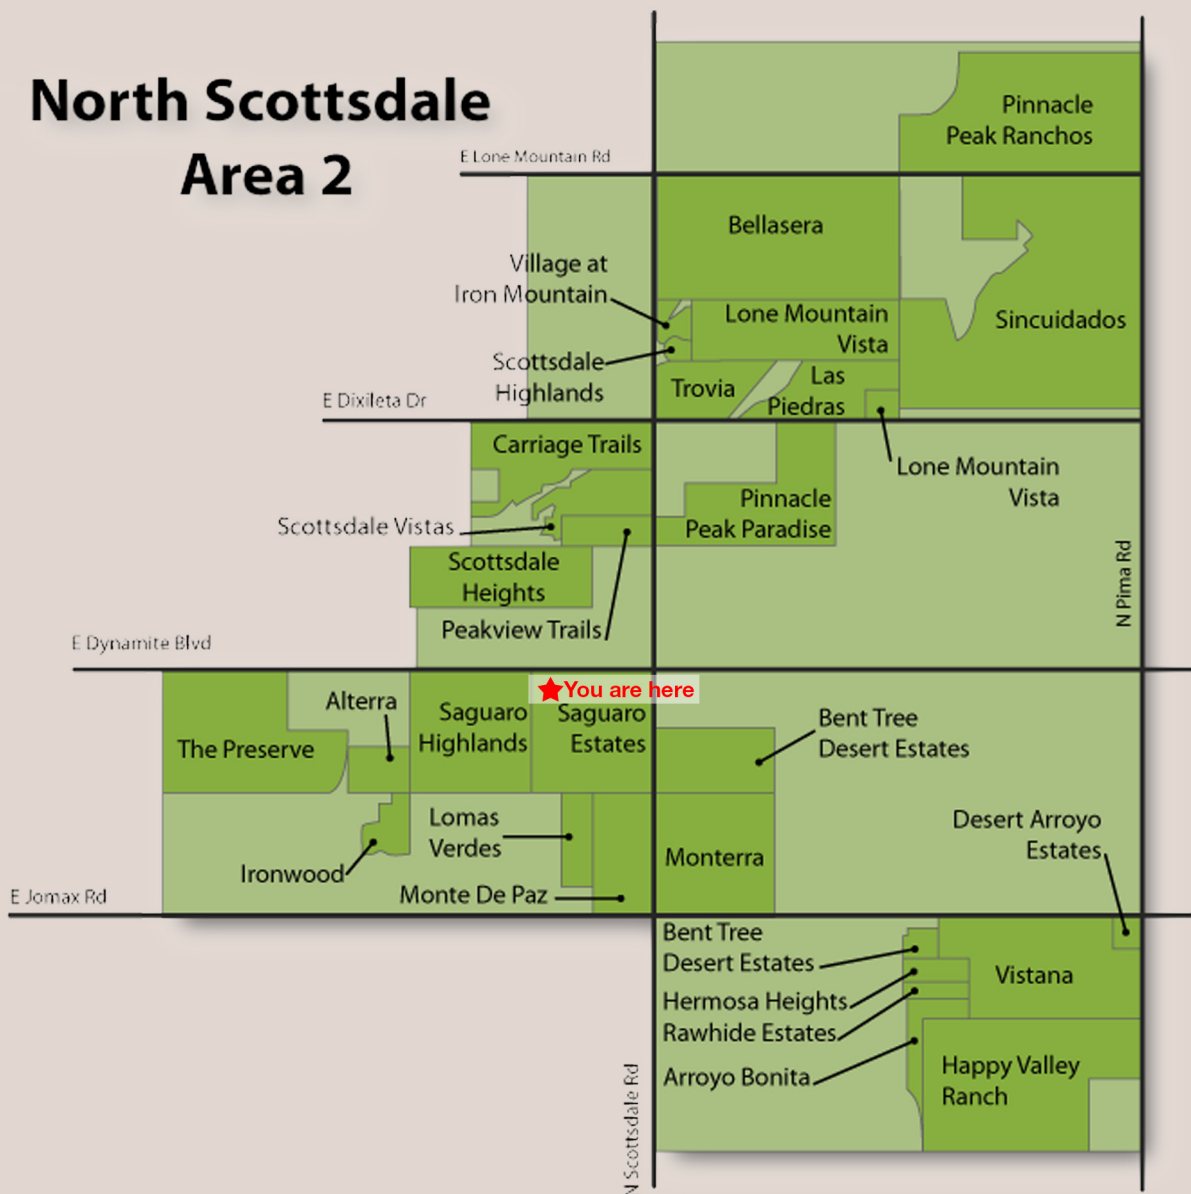 North Scottsdale
Area 2
Pinnacle
Peak Ranchos
E Lone Mountain Rd
Bellasera
Village at
Iron Mountain
Lone Mountain
Vista
Sincuidados
Scottsdale
Highlands
Trovia
Las
Piedras
E Dixileta Dr
Carriage Trails
Lone Mountain
Vista
Pinnacle
Peak Paradise
Scottsdale Vistas
Scottsdale
Heights
N Pima Rd
Peakview Trails
E Dynamite Blvd
You are here
Alterra
The Preserve
Saguaro
Highlands
Saguaro
Estates
Bent Tree
Desert Estates
Lomas
Verdes
Desert Arroyo
Estates
Ironwood
Monterra
Monte De Paz
E Jomax Rd
Bent Tree
Desert Estates
Vistana
Hermosa Heights
Rawhide Estates
Arroyo Bonita
Happy Valley
Ranch
N Scottsdale Rd